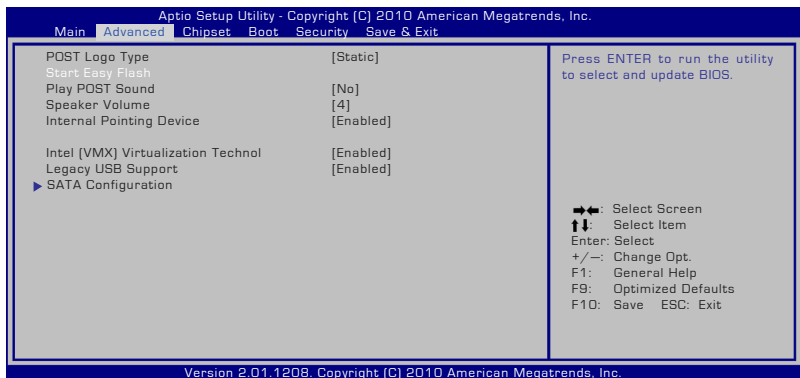 Aptio Setup Utility - Copyright (C) 2010 American Megatrends, Inc.
Main Advanced Chipset Boot Security Save & Exit
POST Logo Type [Static]
Start Easy Flash
Play POST Sound [No]
Speaker Volume [4]
Internal Pointing Device [Enabled]
Intel (VMX) Virtualization Technol [Enabled]
Legacy USB Support [Enabled]
SATA Configuration
Press ENTER to run the utility
to select and update BIOS.
→←: Select Screen
↑↓: Select Item
Enter: Select
+/—: Change Opt.
F1: General Help
F9: Optimized Defaults
F10: Save ESC: Exit
Version 2.01.1208. Copyright (C) 2010 American Megatrends, Inc.